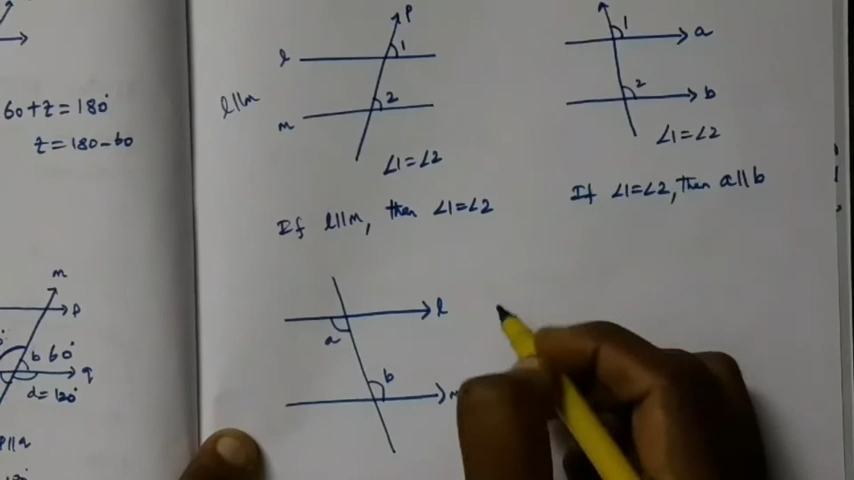 60+z=180°
z=180-60
m
p
b 60°
q
d=120°
P
l
1
l||m
2
m
∠1=∠2
If l||m, then ∠1=∠2
1
a
2
b
∠1=∠2
If ∠1=∠2, then a||b
l
a
b